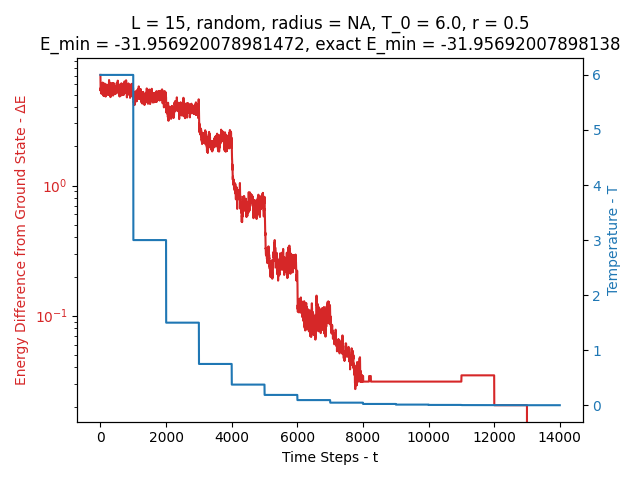 L = 15, random, radius = NA, T_0 = 6.0, r = 0.5
E_min = -31.956920078981472, exact E_min = -31.95692007898138
Energy Difference from Ground State - ΔE
10^0
10^-1
Temperature - T
6
5
4
3
2
1
0
0 2000 4000 6000 8000 10000 12000 14000
Time Steps - t